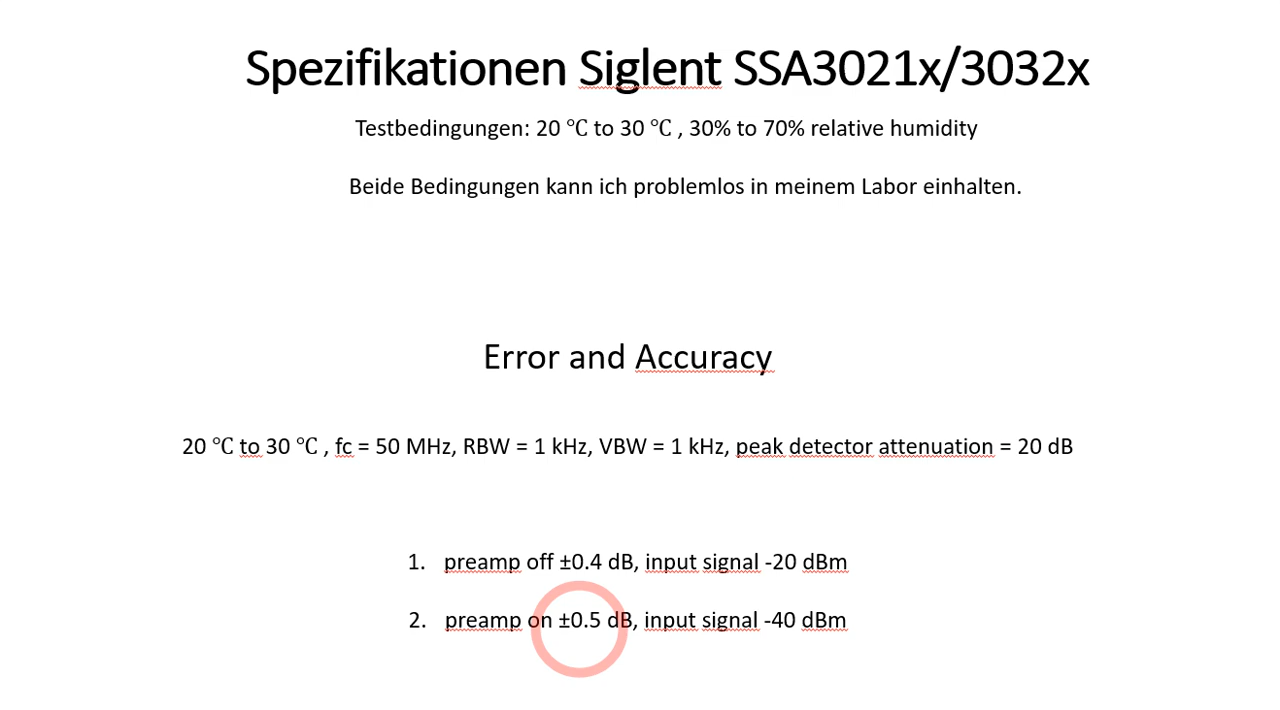 Spezifikationen Siglent SSA3021x/3032x
Testbedingungen: 20 ℃ to 30 ℃ , 30% to 70% relative humidity
Beide Bedingungen kann ich problemlos in meinem Labor einhalten.
Error and Accuracy
20 ℃ to 30 ℃ , fc = 50 MHz, RBW = 1 kHz, VBW = 1 kHz, peak detector attenuation = 20 dB
1. preamp off ±0.4 dB, input signal -20 dBm
2. preamp on ±0.5 dB, input signal -40 dBm